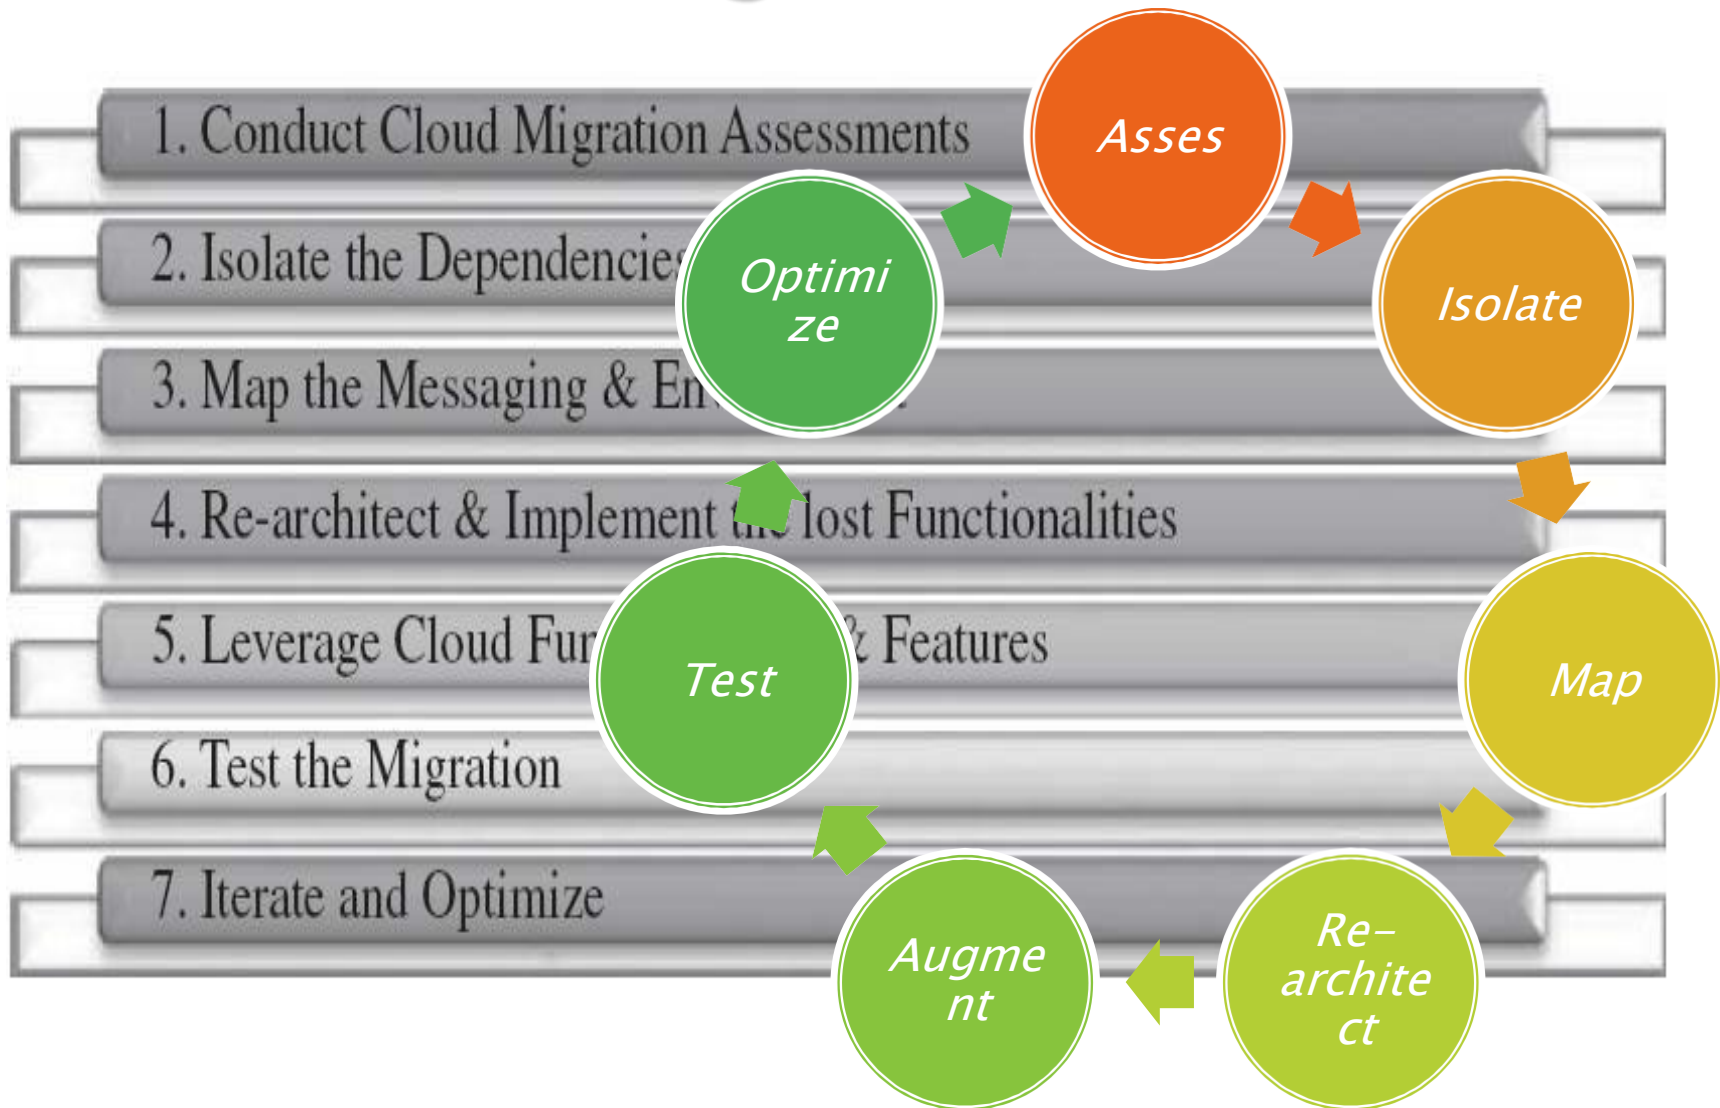 1. Conduct Cloud Migration Assessments
2. Isolate the Dependencies
3. Map the Messaging &
4. Re-architect & Implement the lost Functionalities
5. Leverage Cloud & Features
6. Test the Migration
7. Iterate and Optimize
Asses
Isolate
Map
Re-
archite
ct
Augme
nt
Test
Optimi
ze